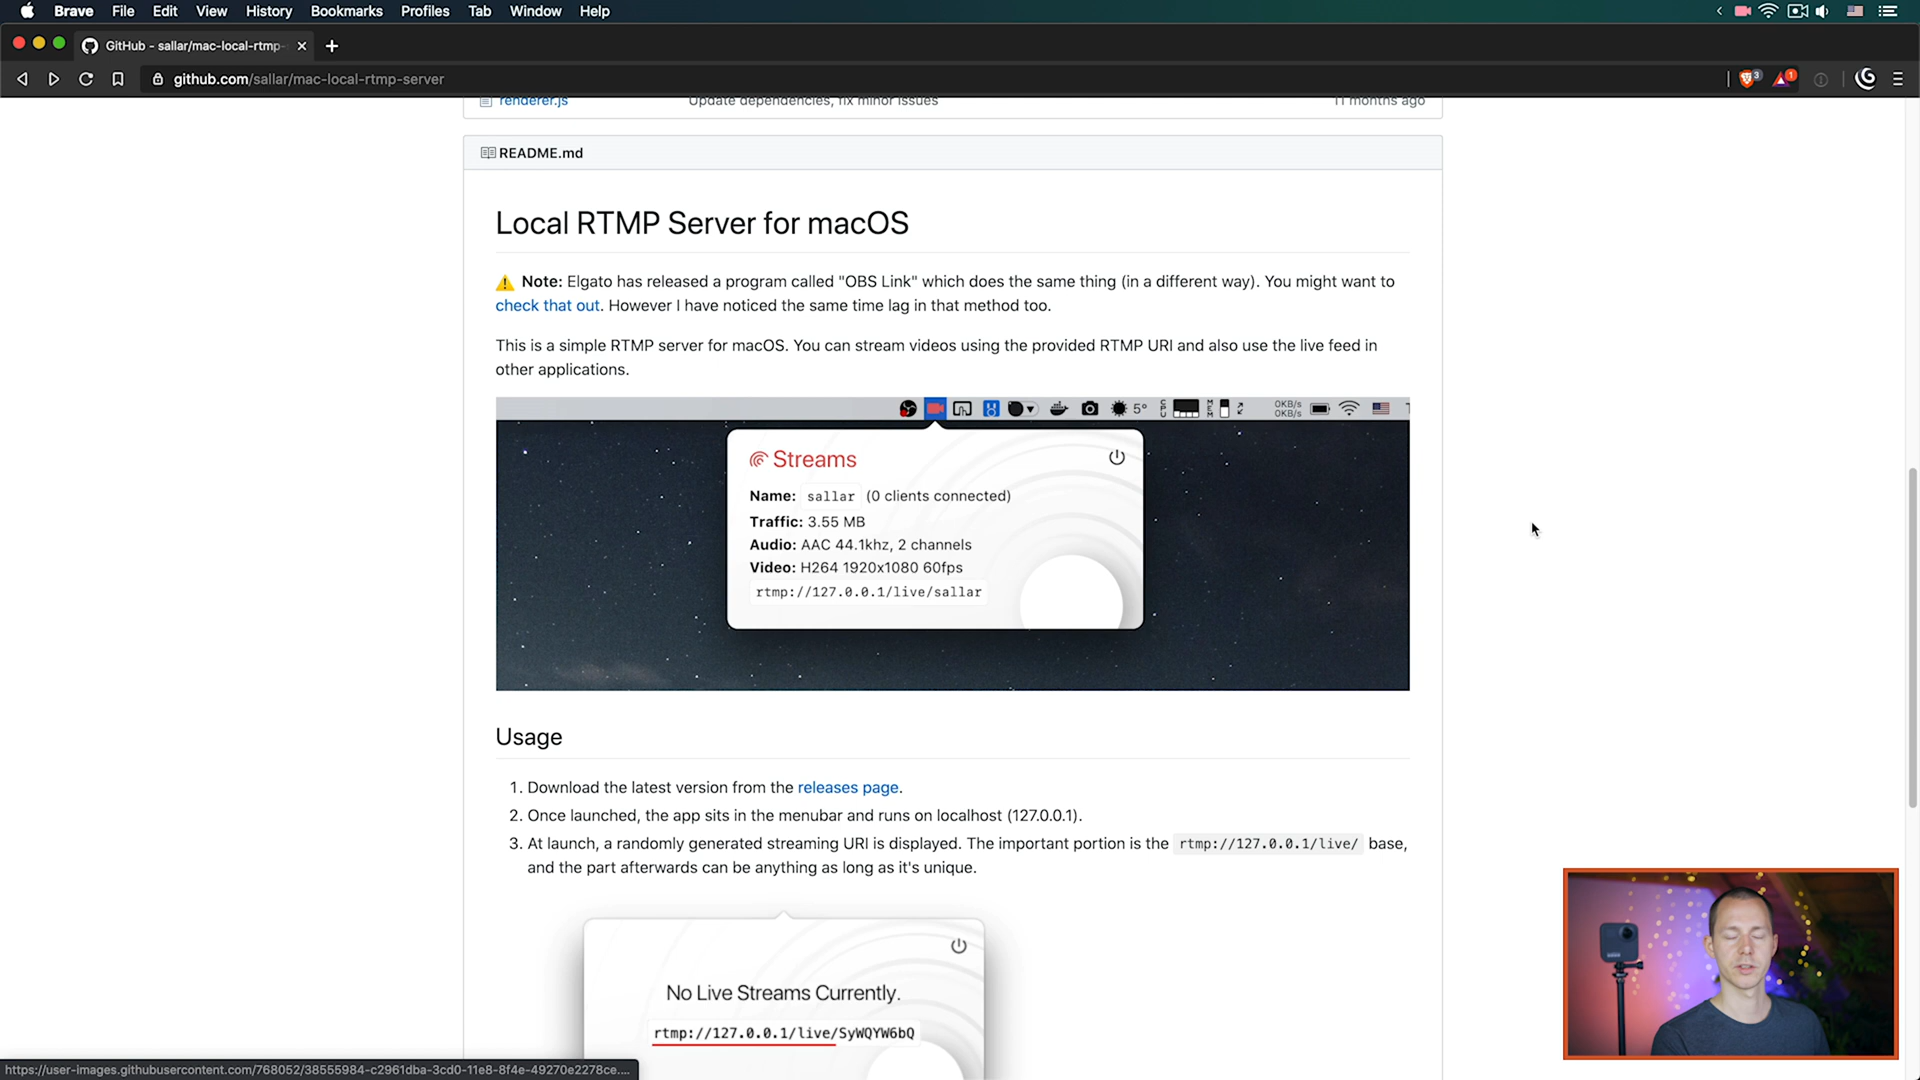 Brave File Edit View History Bookmarks Profiles Tab Window Help
GitHub - sallar/mac-local-rtmp-
github.com/sallar/mac-local-rtmp-server
3
1
renderer.js Update dependencies, fix minor issues 11 months ago
README.md
Local RTMP Server for macOS
Note: Elgato has released a program called "OBS Link" which does the same thing (in a different way). You might want to
check that out. However I have noticed the same time lag in that method too.
This is a simple RTMP server for macOS. You can stream videos using the provided RTMP URI and also use the live feed in
other applications.
5° CPU MEM 0KB/s
0KB/s
Streams
Name: sallar (0 clients connected)
Traffic: 3.55 MB
Audio: AAC 44.1khz, 2 channels
Video: H264 1920x1080 60fps
rtmp://127.0.0.1/live/sallar
Usage
1. Download the latest version from the releases page.
2. Once launched, the app sits in the menubar and runs on localhost (127.0.0.1).
3. At launch, a randomly generated streaming URI is displayed. The important portion is the rtmp://127.0.0.1/live/ base,
and the part afterwards can be anything as long as it's unique.
No Live Streams Currently.
rtmp://127.0.0.1/live/SyWQYW6bQ
https://user-images.githubusercontent.com/768052/38555984-c2961dba-3cd0-11e8-8f4e-49270e2278ce....